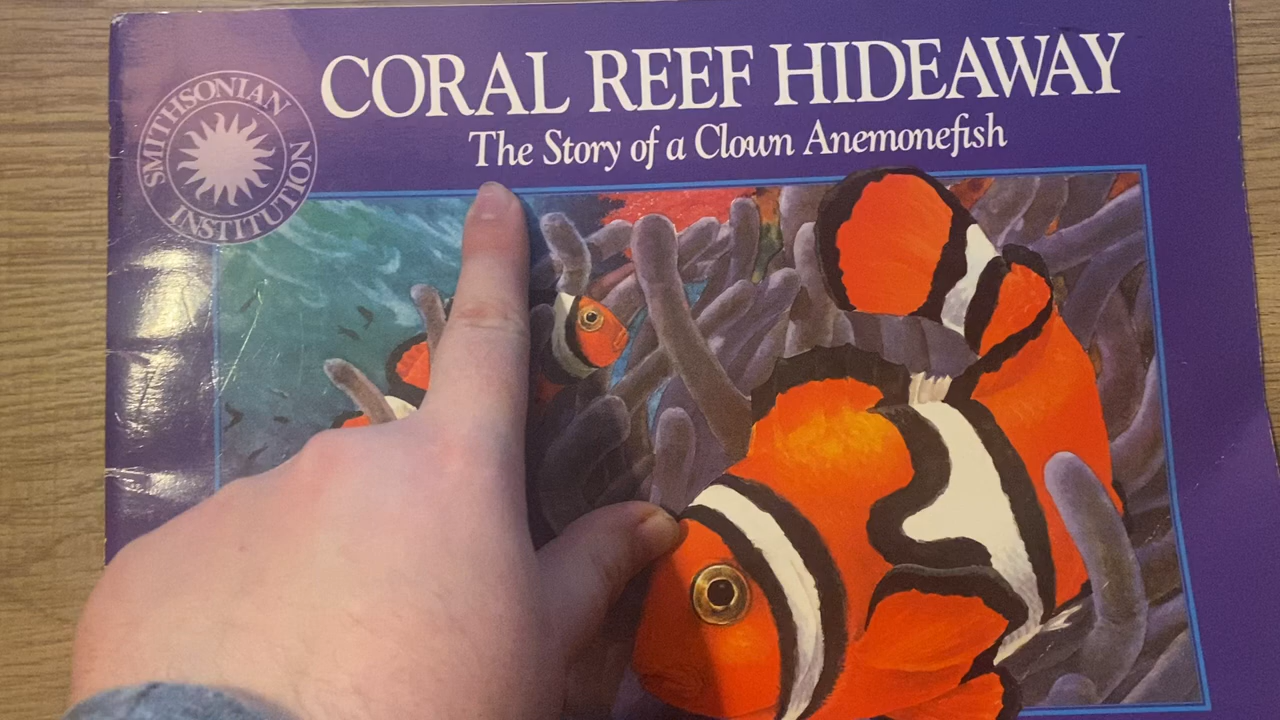 CORAL REEF HIDEAWAY
The Story of a Clown Anemonefish
SMITHSONIAN
INSTITUTION